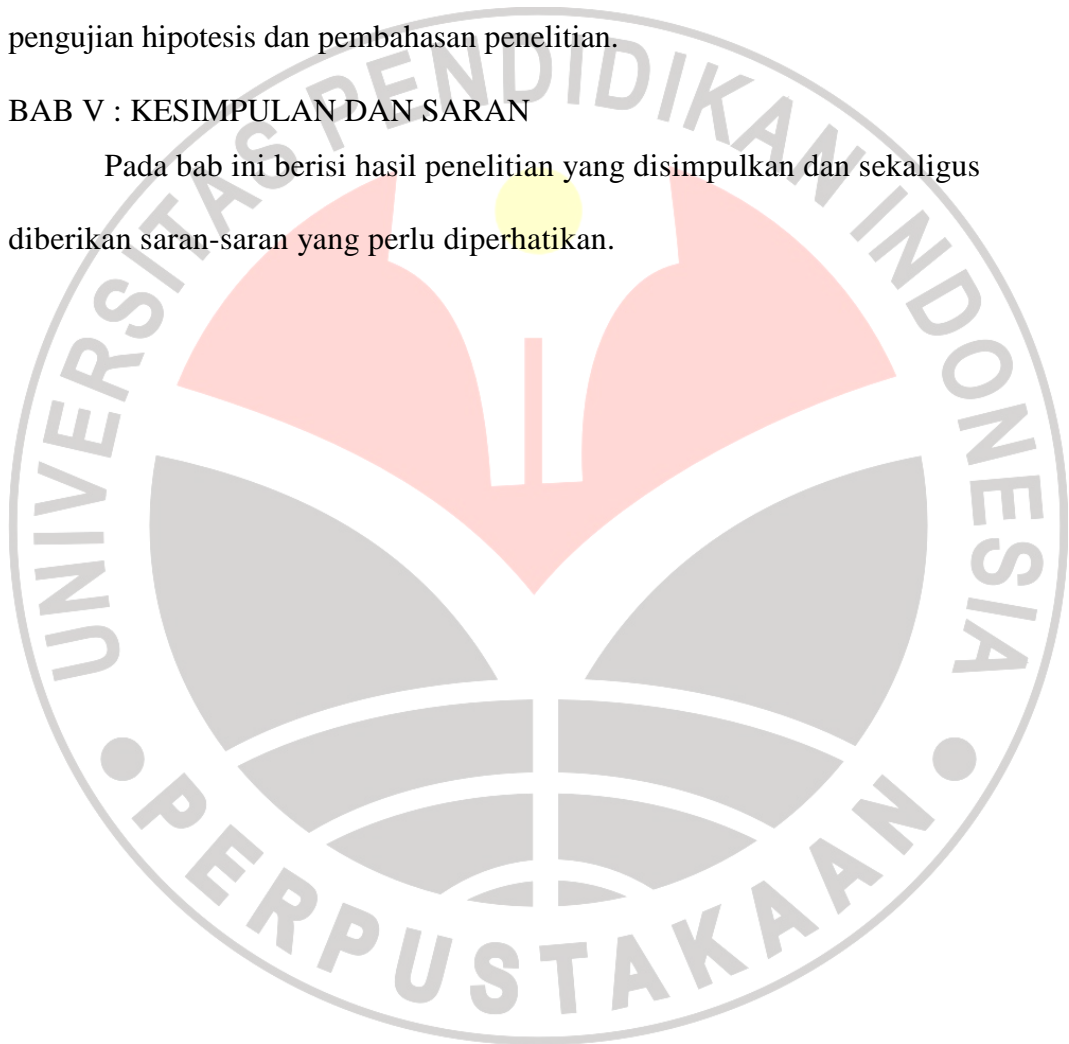 pengujian hipotesis dan pembahasan penelitian.
BAB V : KESIMPULAN DAN SARAN
Pada bab ini berisi hasil penelitian yang disimpulkan dan sekaligus
diberikan saran-saran yang perlu diperhatikan.
UNIVERSITAS PENDIDIKAN INDONESIA
PERPUSTAKAAN